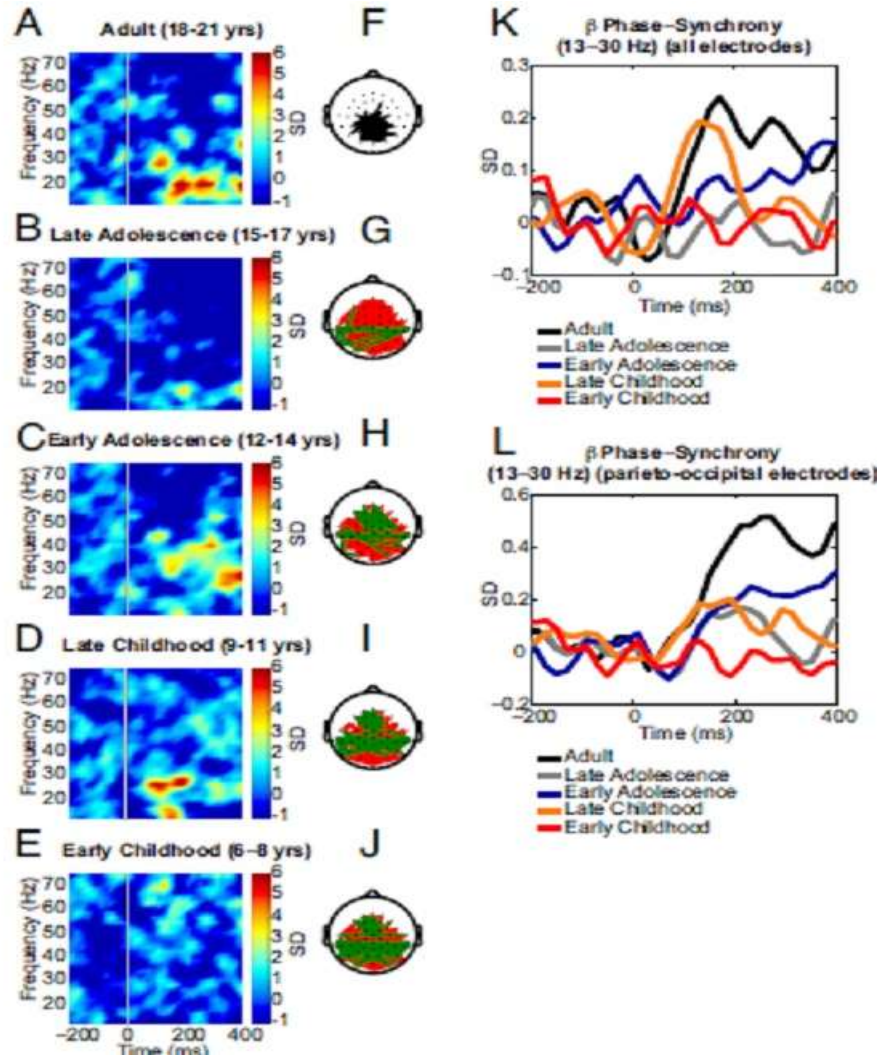 A
Adult (18-21 yrs)
Frequency (Hz)
70
60
50
40
30
20
6
5
4
3
2
1
0
-1
SD
F
B
Late Adolescence (15-17 yrs)
Frequency (Hz)
70
60
50
40
30
20
6
5
4
3
2
1
0
-1
SD
G
C
Early Adolescence (12-14 yrs)
Frequency (Hz)
70
60
50
40
30
20
6
5
4
3
2
1
0
-1
SD
H
D
Late Childhood (9-11 yrs)
Frequency (Hz)
70
60
50
40
30
20
6
5
4
3
2
1
0
-1
SD
I
E
Early Childhood (6–8 yrs)
Frequency (Hz)
70
60
50
40
30
20
6
5
4
3
2
1
0
-1
SD
−200 0 400
Time (ms)
J
K
β Phase–Synchrony
(13–30 Hz) (all electrodes)
SD
0.3
0.2
0.1
0
-0.1
−200 0 200 400
Time (ms)
Adult
Late Adolescence
Early Adolescence
Late Childhood
Early Childhood
L
β Phase–Synchrony
(13–30 Hz) (parieto-occipital electrodes)
SD
0.6
0.4
0.2
0
-0.2
−200 0 200 400
Time (ms)
Adult
Late Adolescence
Early Adolescence
Late Childhood
Early Childhood